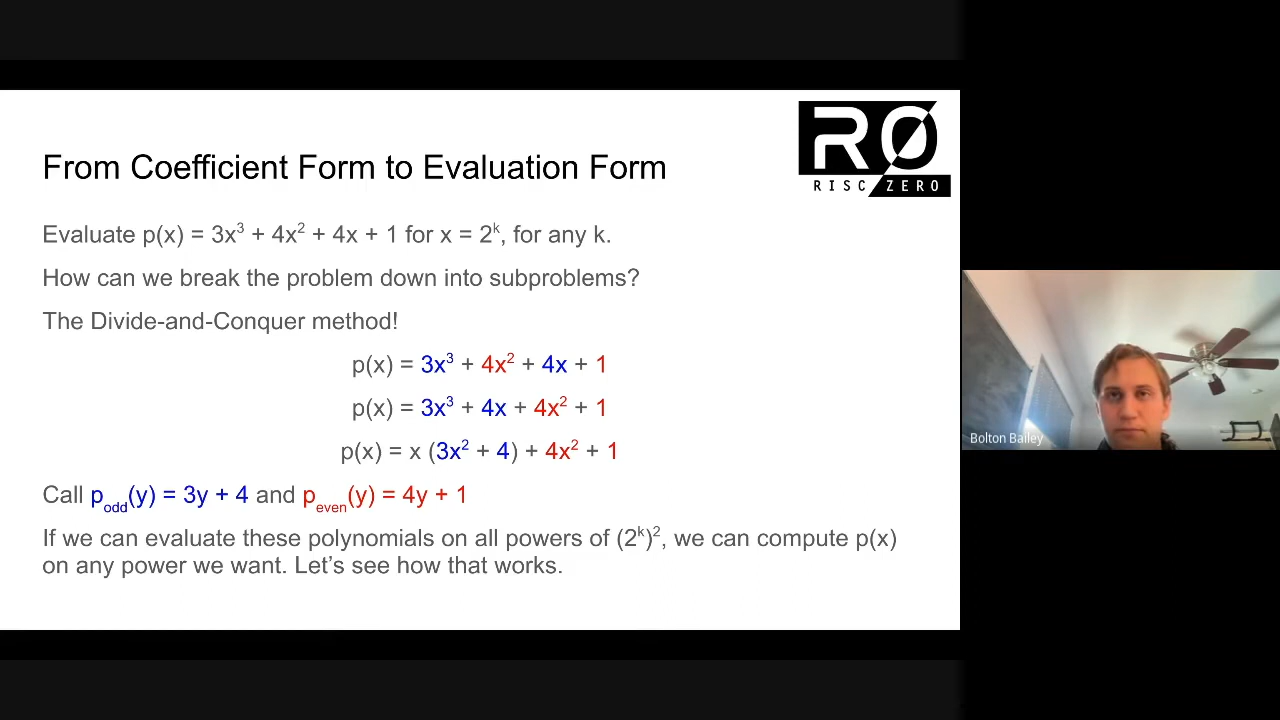 RØ
RISC ZERO
From Coefficient Form to Evaluation Form
Evaluate p(x) = 3x³ + 4x² + 4x + 1 for x = 2ᵏ, for any k.
How can we break the problem down into subproblems?
The Divide-and-Conquer method!
p(x) = 3x³ + 4x² + 4x + 1
p(x) = 3x³ + 4x + 4x² + 1
p(x) = x (3x² + 4) + 4x² + 1
Call p_odd(y) = 3y + 4 and p_even(y) = 4y + 1
If we can evaluate these polynomials on all powers of (2ᵏ)², we can compute p(x)
on any power we want. Let’s see how that works.
Bolton Bailey